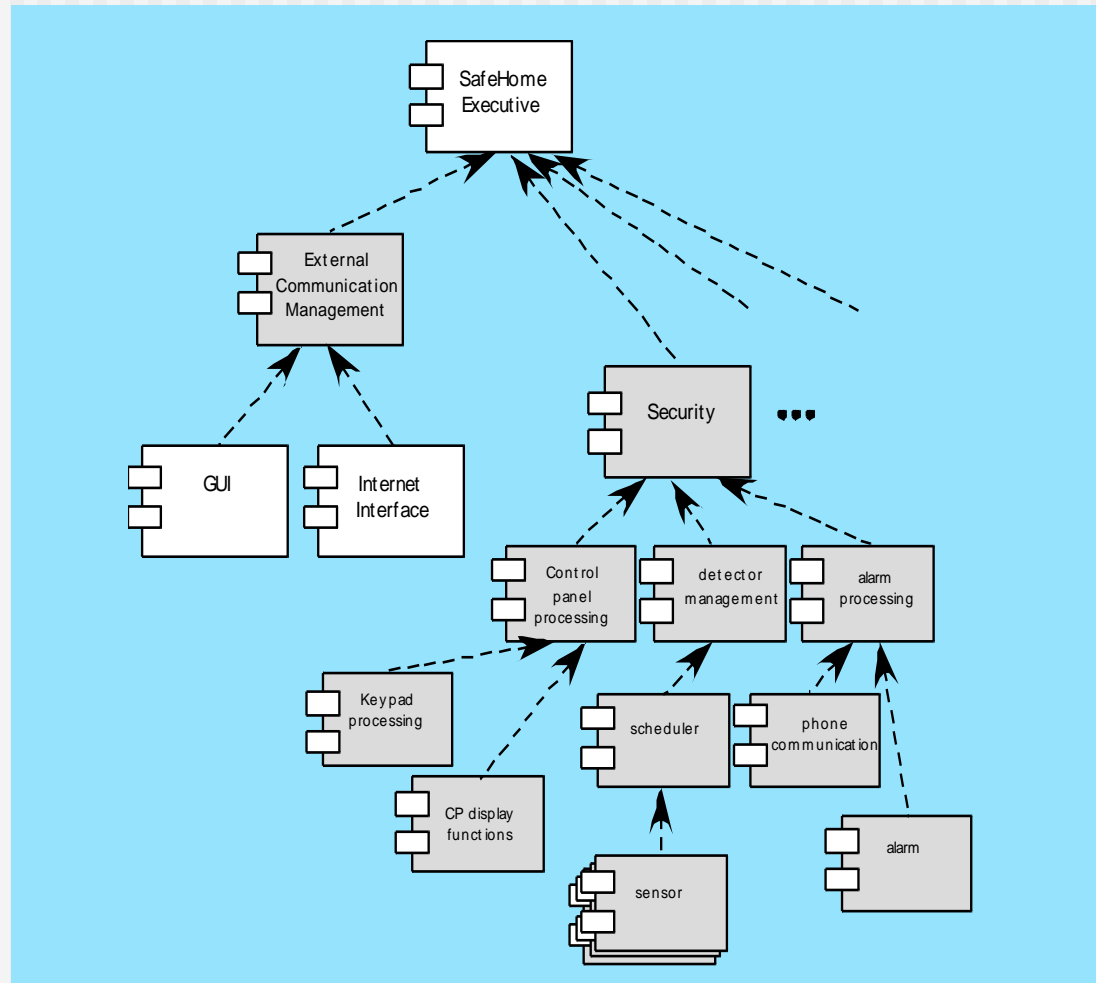 SafeHome
Executive
External
Communication
Management
GUI
Internet
Interface
Security
Control
panel
processing
detector
management
alarm
processing
Keypad
processing
scheduler
phone
communication
CP display
functions
alarm
sensor